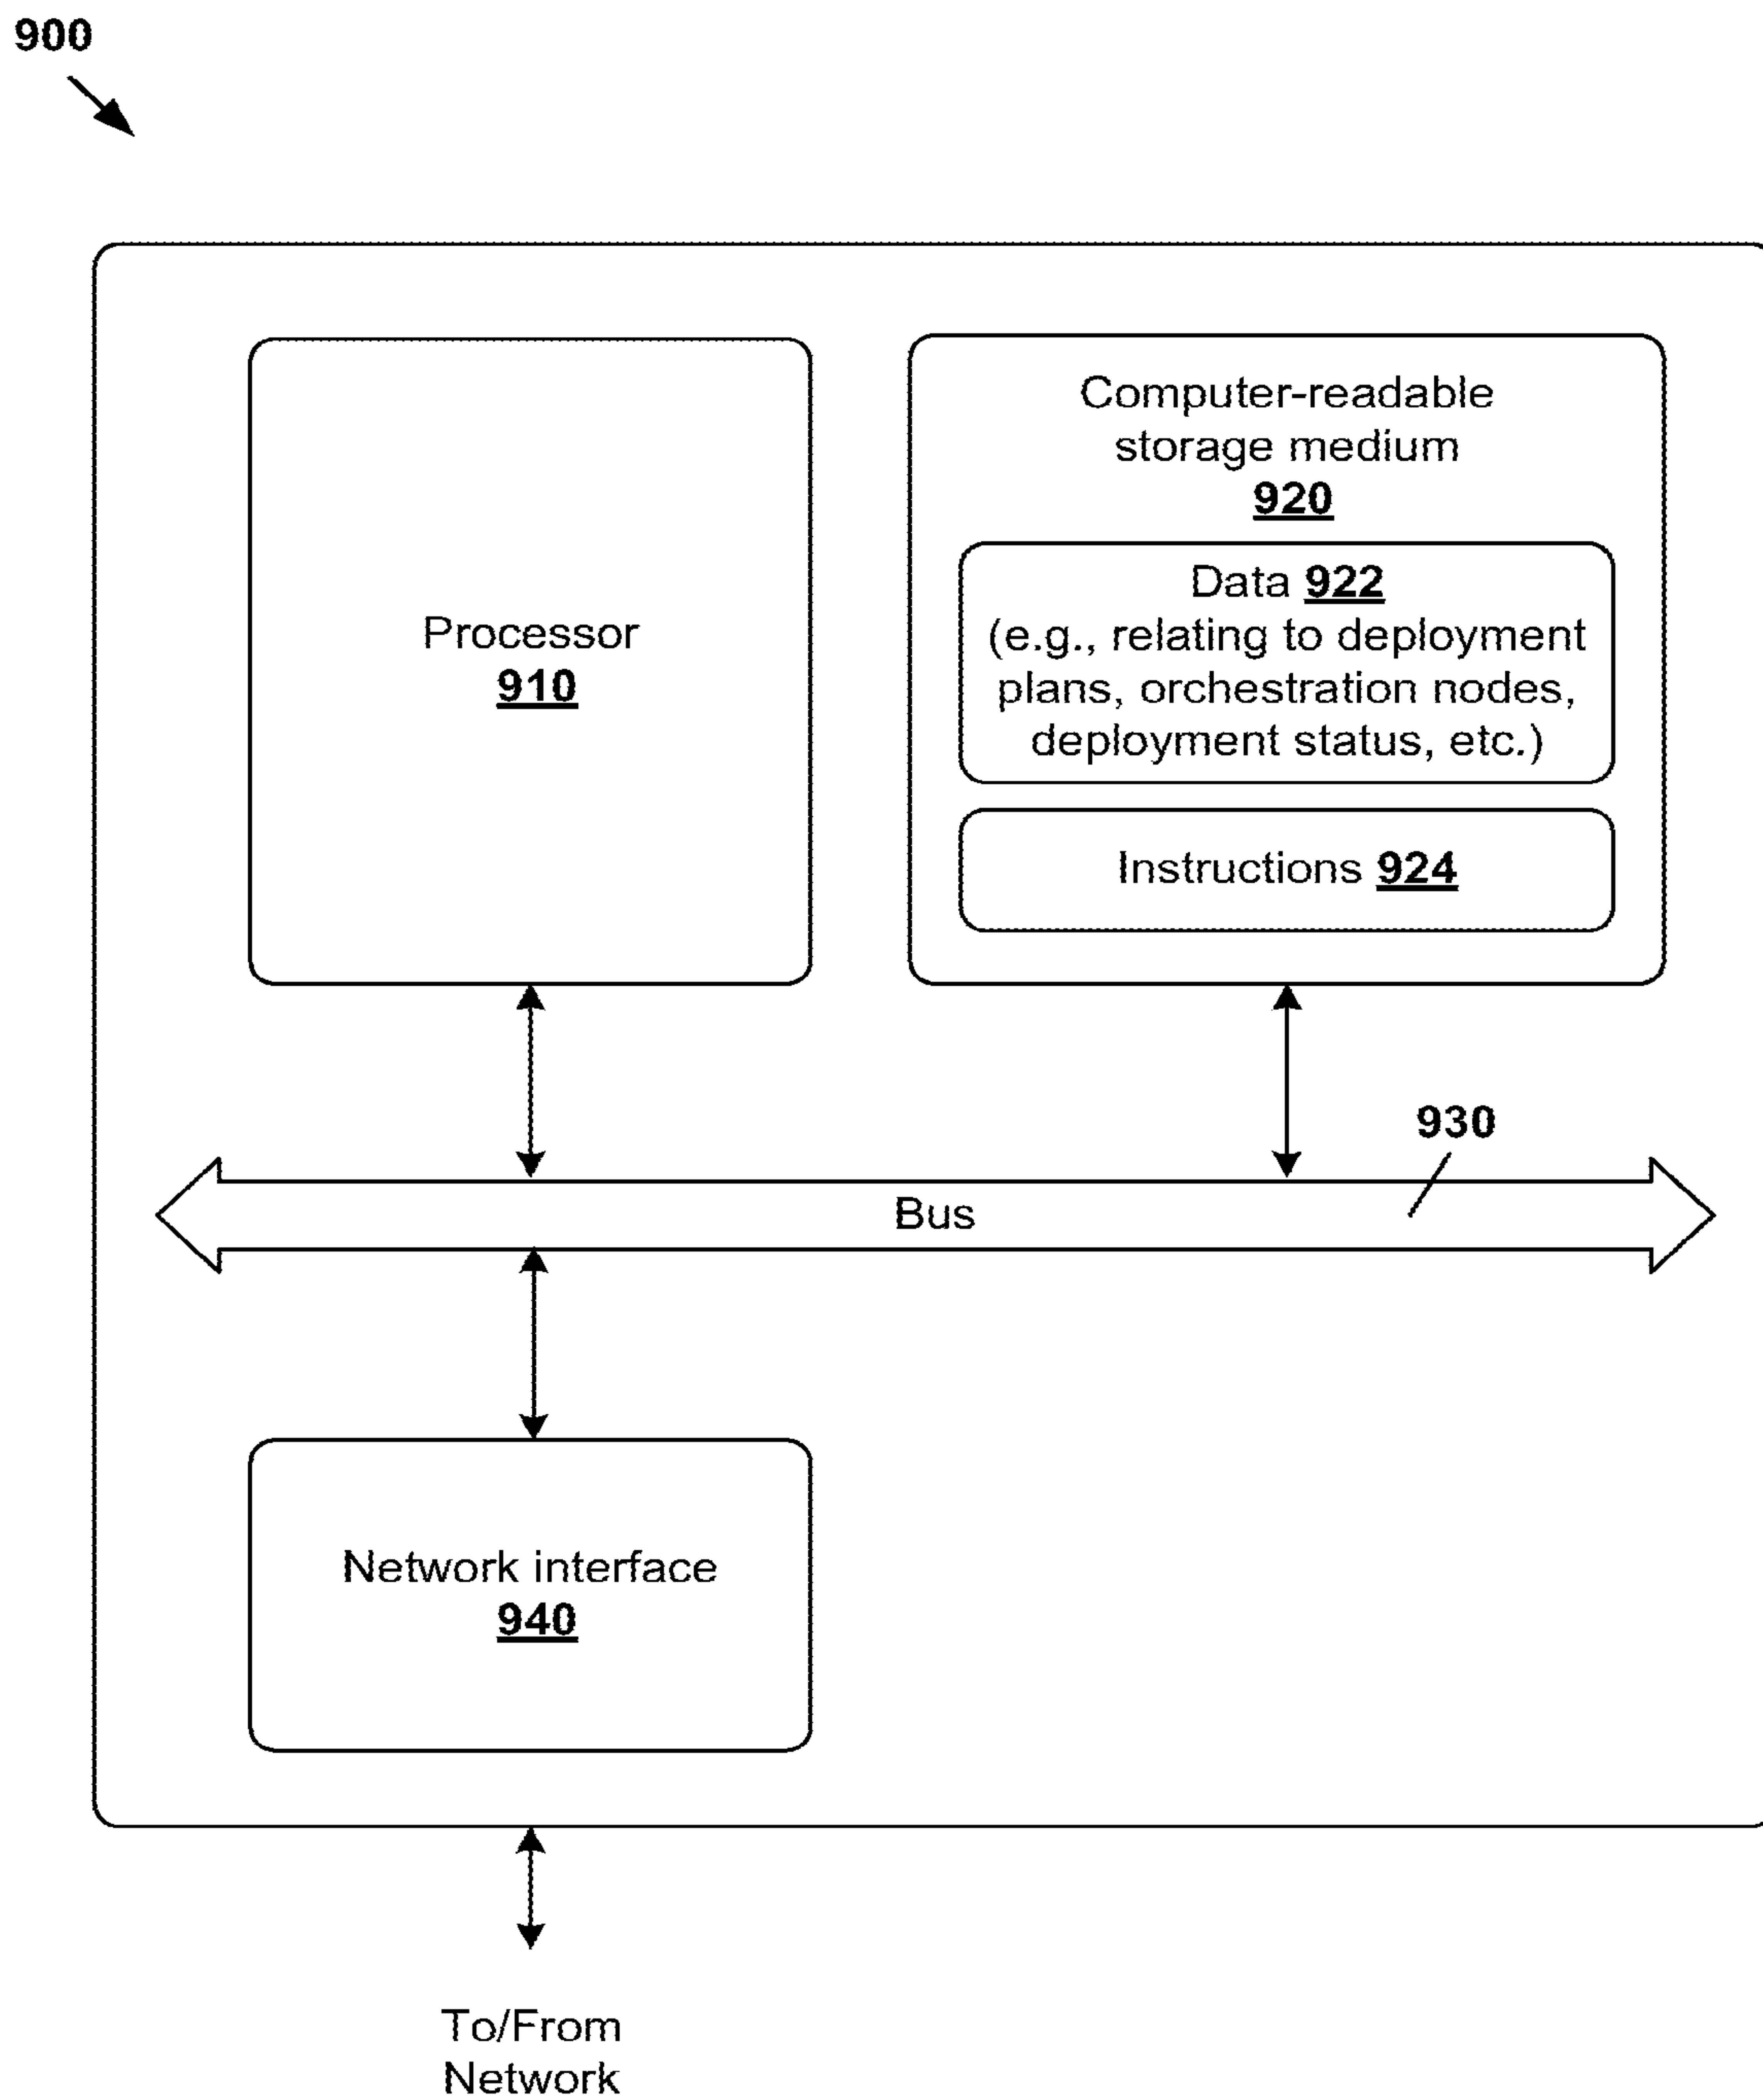 900
Processor
910
Computer-readable
storage medium
920
Data 922
(e.g., relating to deployment
plans, orchestration nodes,
deployment status, etc.)
Instructions 924
930
Bus
Network interface
940
To/From
Network